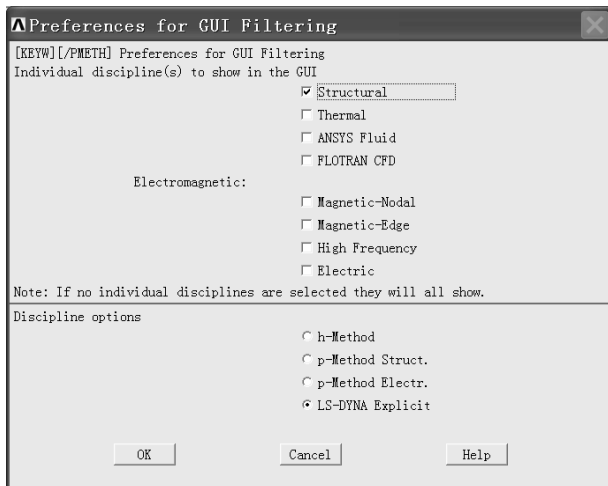 Preferences for GUI Filtering
[KEYW][/PMETH] Preferences for GUI Filtering
Individual discipline(s) to show in the GUI
Structural
Thermal
ANSYS Fluid
FLOTRAN CFD
Electromagnetic:
Magnetic-Nodal
Magnetic-Edge
High Frequency
Electric
Note: If no individual disciplines are selected they will all show.
Discipline options
h-Method
p-Method Struct.
p-Method Electr.
LS-DYNA Explicit
OK Cancel Help